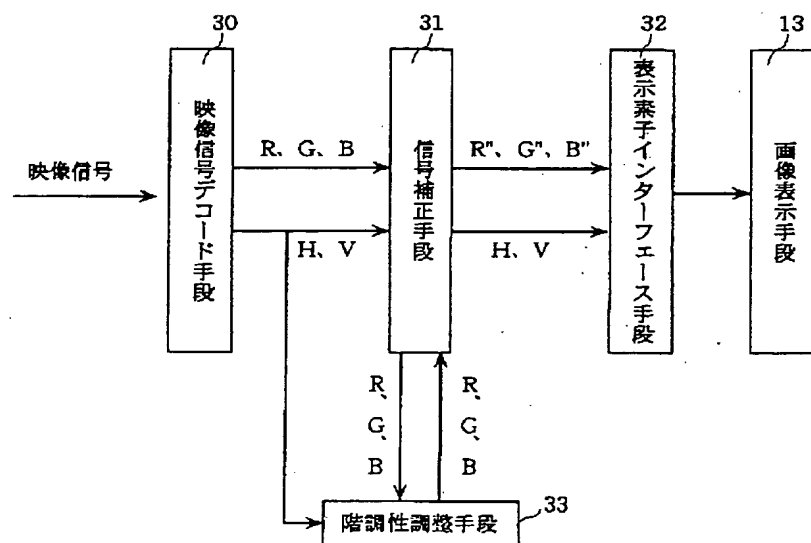 30
31
32
13
映像信号
映像信号デコード手段
R、G、B
H、V
信号補正手段
R"、G"、B"
H、V
表示素子インターフェース手段
画像表示手段
R、
G、
B
R、
G、
B
階調性調整手段
33